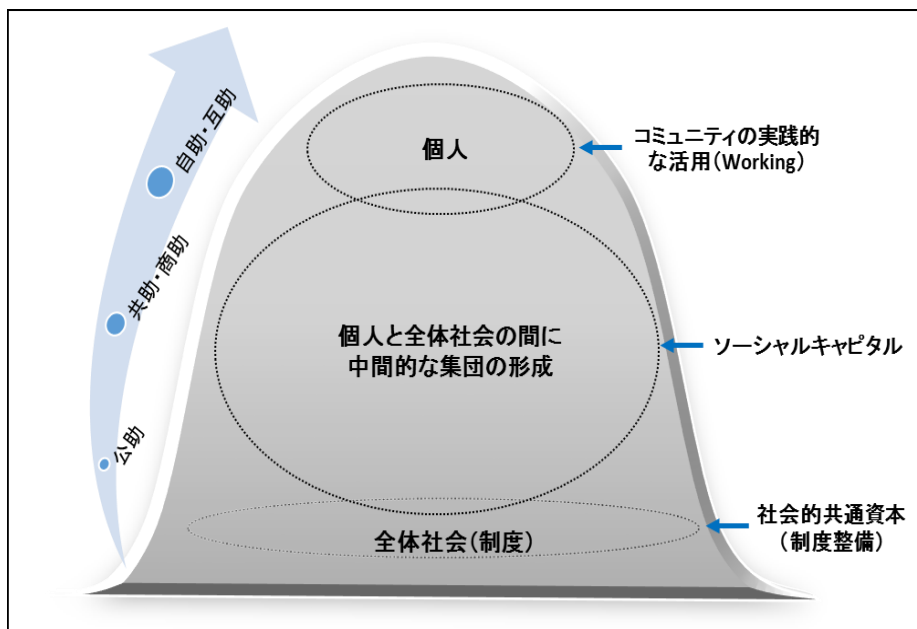 自助・互助
共助・商助
公助
個人
個人と全体社会の間に
中間的な集団の形成
全体社会(制度)
コミュニティの実践的
な活用(Working)
ソーシャルキャピタル
社会的共通資本
(制度整備)